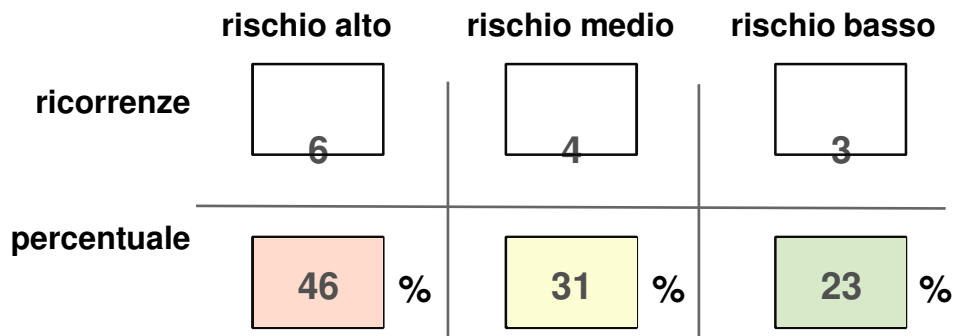 rischio alto rischio medio rischio basso
ricorrenze
6 4 3
percentuale
46 % 31 % 23 %